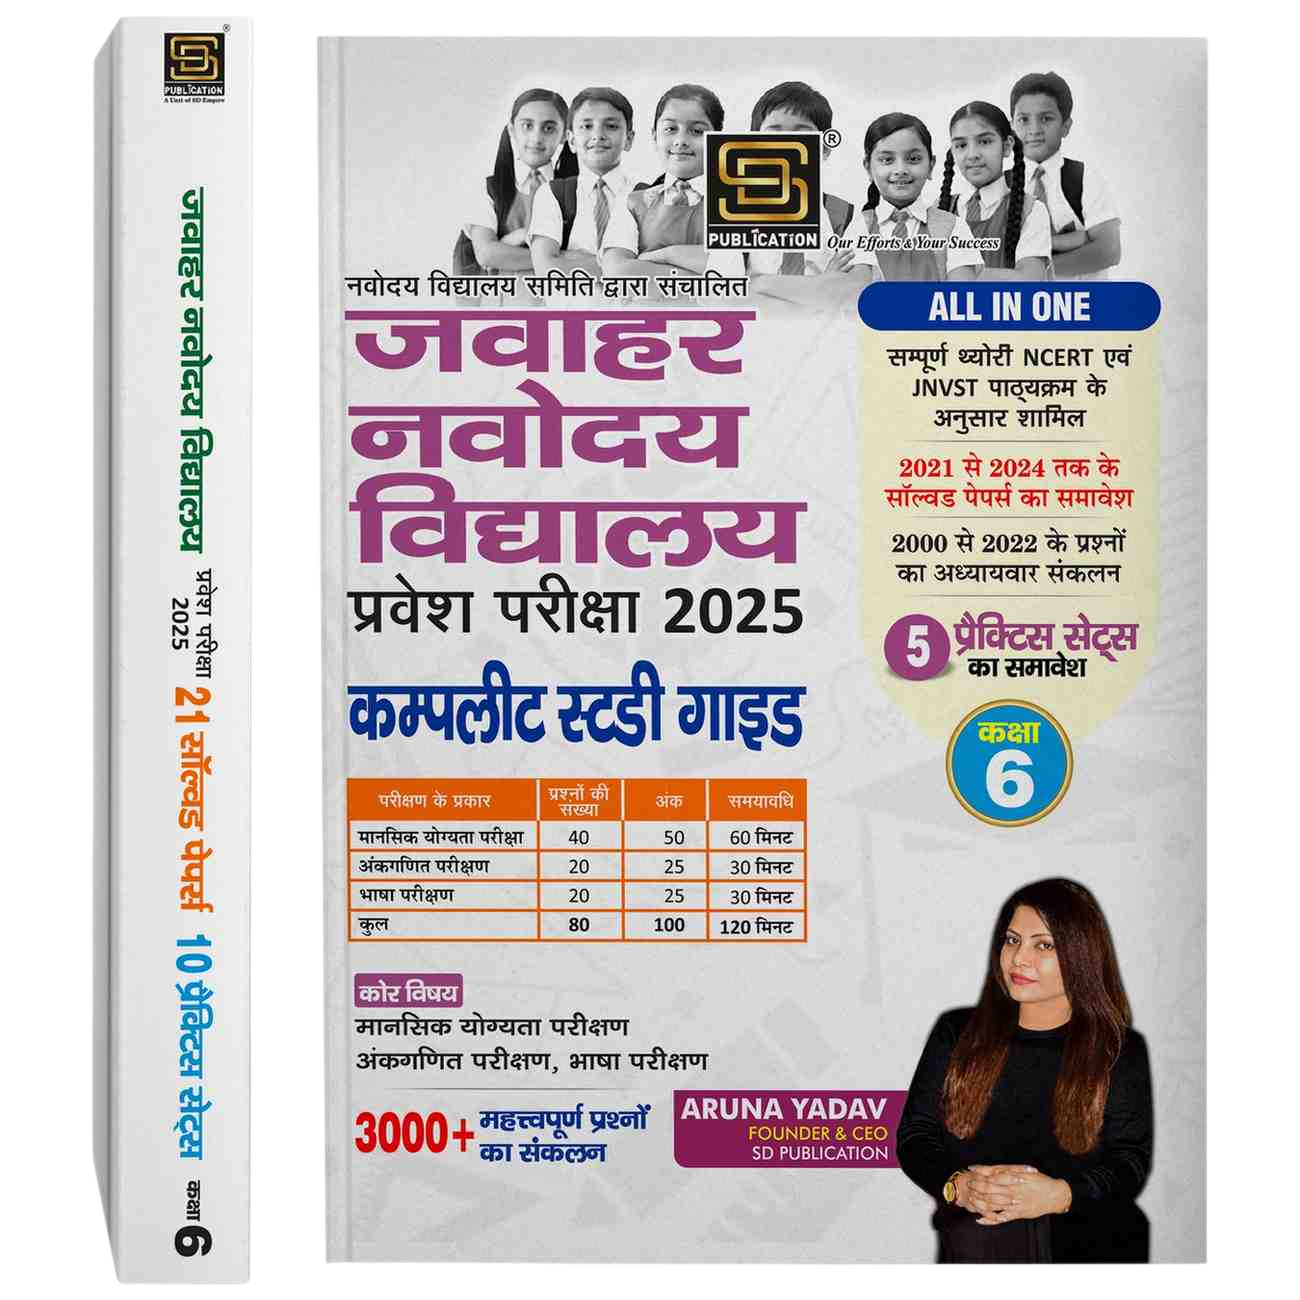 SD
PUBLICATION
A Unit of SD Empire
®
जवाहर नवोदय विद्यालय
प्रवेश परीक्षा
2025
21 सॉल्वड पेपर्स
10 प्रैक्टिस सेट्स
कक्षा 6
SD
®
PUBLICATION
Our Efforts & Your Success
नवोदय विद्यालय समिति द्वारा संचालित
जवाहर
नवोदय
विद्यालय
प्रवेश परीक्षा 2025
कम्पलीट स्टडी गाइड
ALL IN ONE
सम्पूर्ण थ्योरी NCERT एवं
JNVST पाठ्यक्रम के
अनुसार शामिल
2021 से 2024 तक के
सॉल्वड पेपर्स का समावेश
2000 से 2022 के प्रश्नों
का अध्यायवार संकलन
5 प्रैक्टिस सेट्स
का समावेश
कक्षा
6
परीक्षण के प्रकार प्रश्नों की संख्या अंक समयावधि
मानसिक योग्यता परीक्षा 40 50 60 मिनट
अंकगणित परीक्षण 20 25 30 मिनट
भाषा परीक्षण 20 25 30 मिनट
कुल 80 100 120 मिनट
कोर विषय
मानसिक योग्यता परीक्षण
अंकगणित परीक्षण, भाषा परीक्षण
3000+ महत्त्वपूर्ण प्रश्नों
का संकलन
ARUNA YADAV
FOUNDER & CEO
SD PUBLICATION